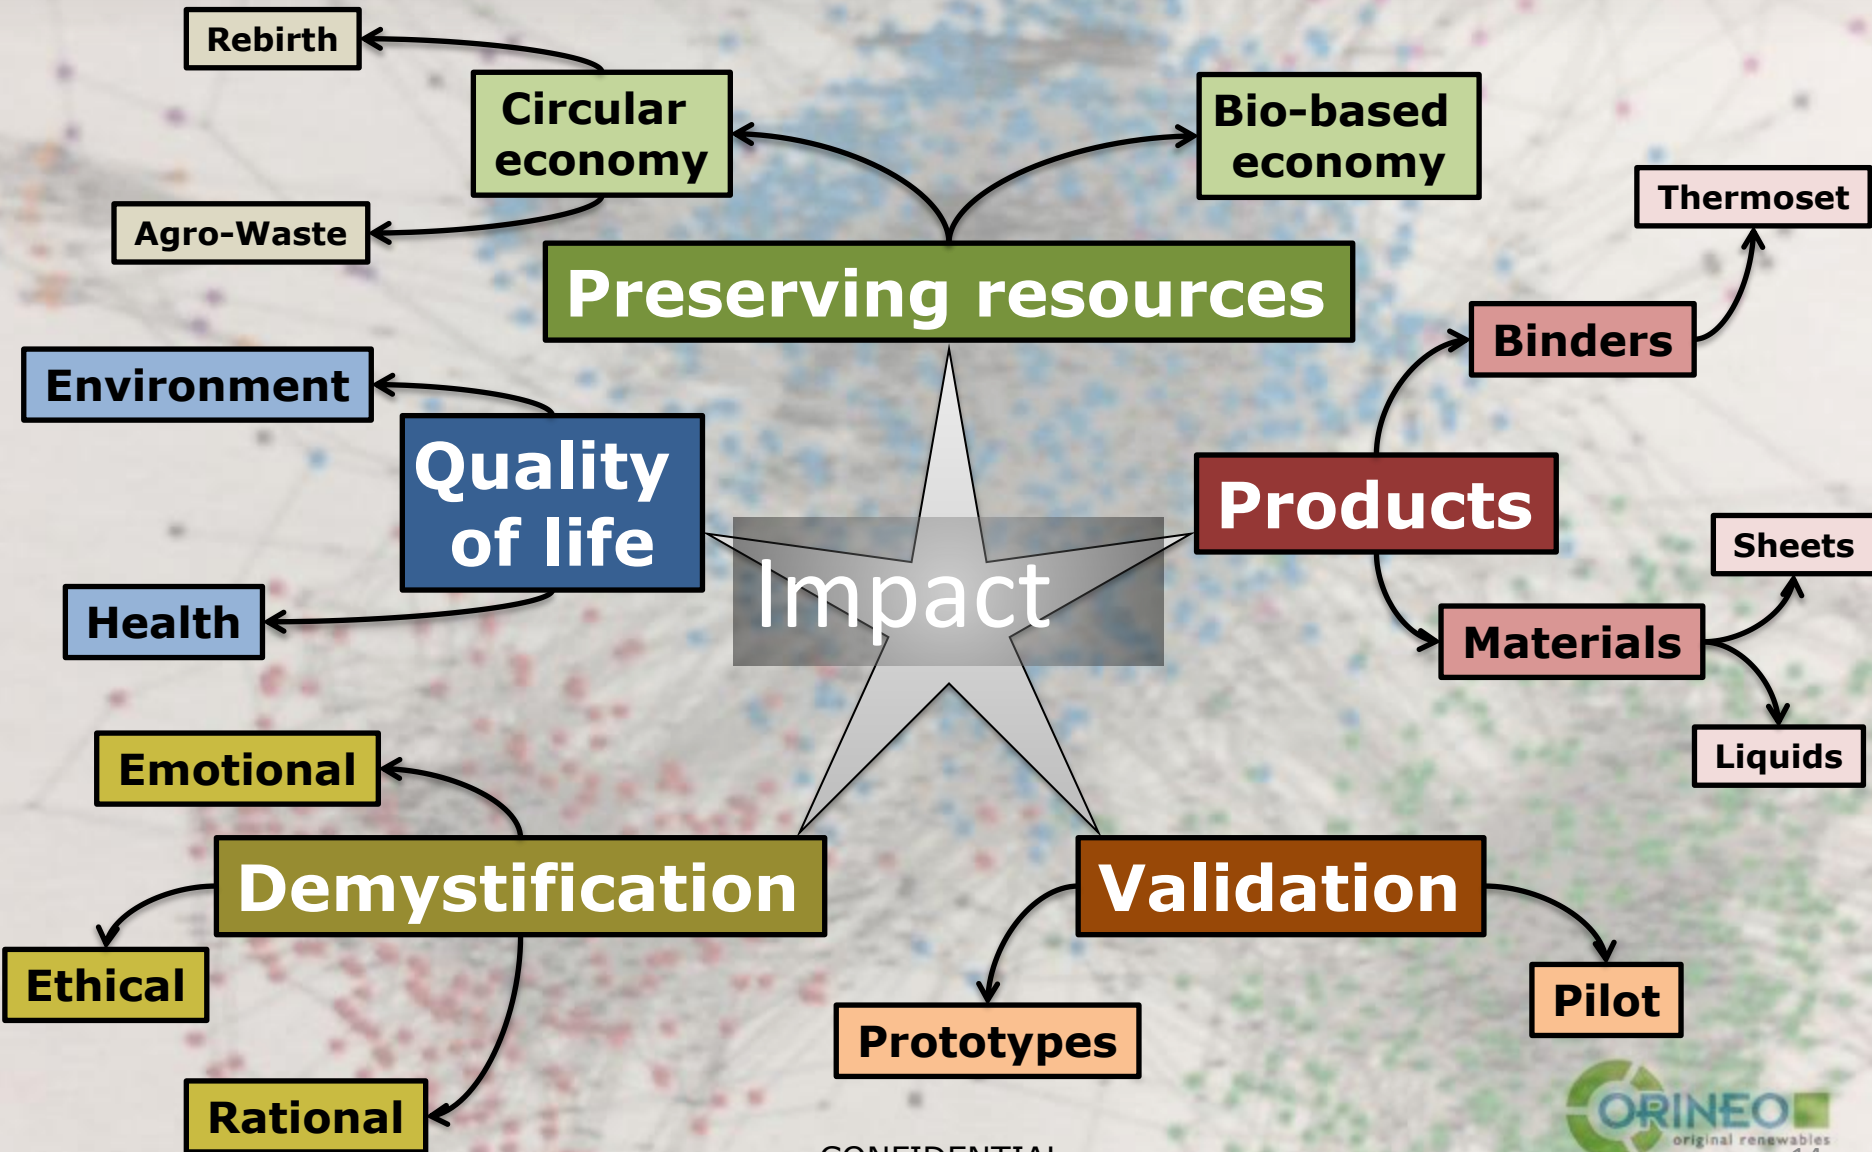 Rebirth
Circular
economy
Bio-based
economy
Thermoset
Agro-Waste
Preserving resources
Binders
Environment
Quality
of life
Products
Sheets
Impact
Health
Materials
Emotional
Liquids
Demystification
Validation
Ethical
Pilot
Prototypes
Rational
ORINEO
original renewables
CONFIDENTIAL
14